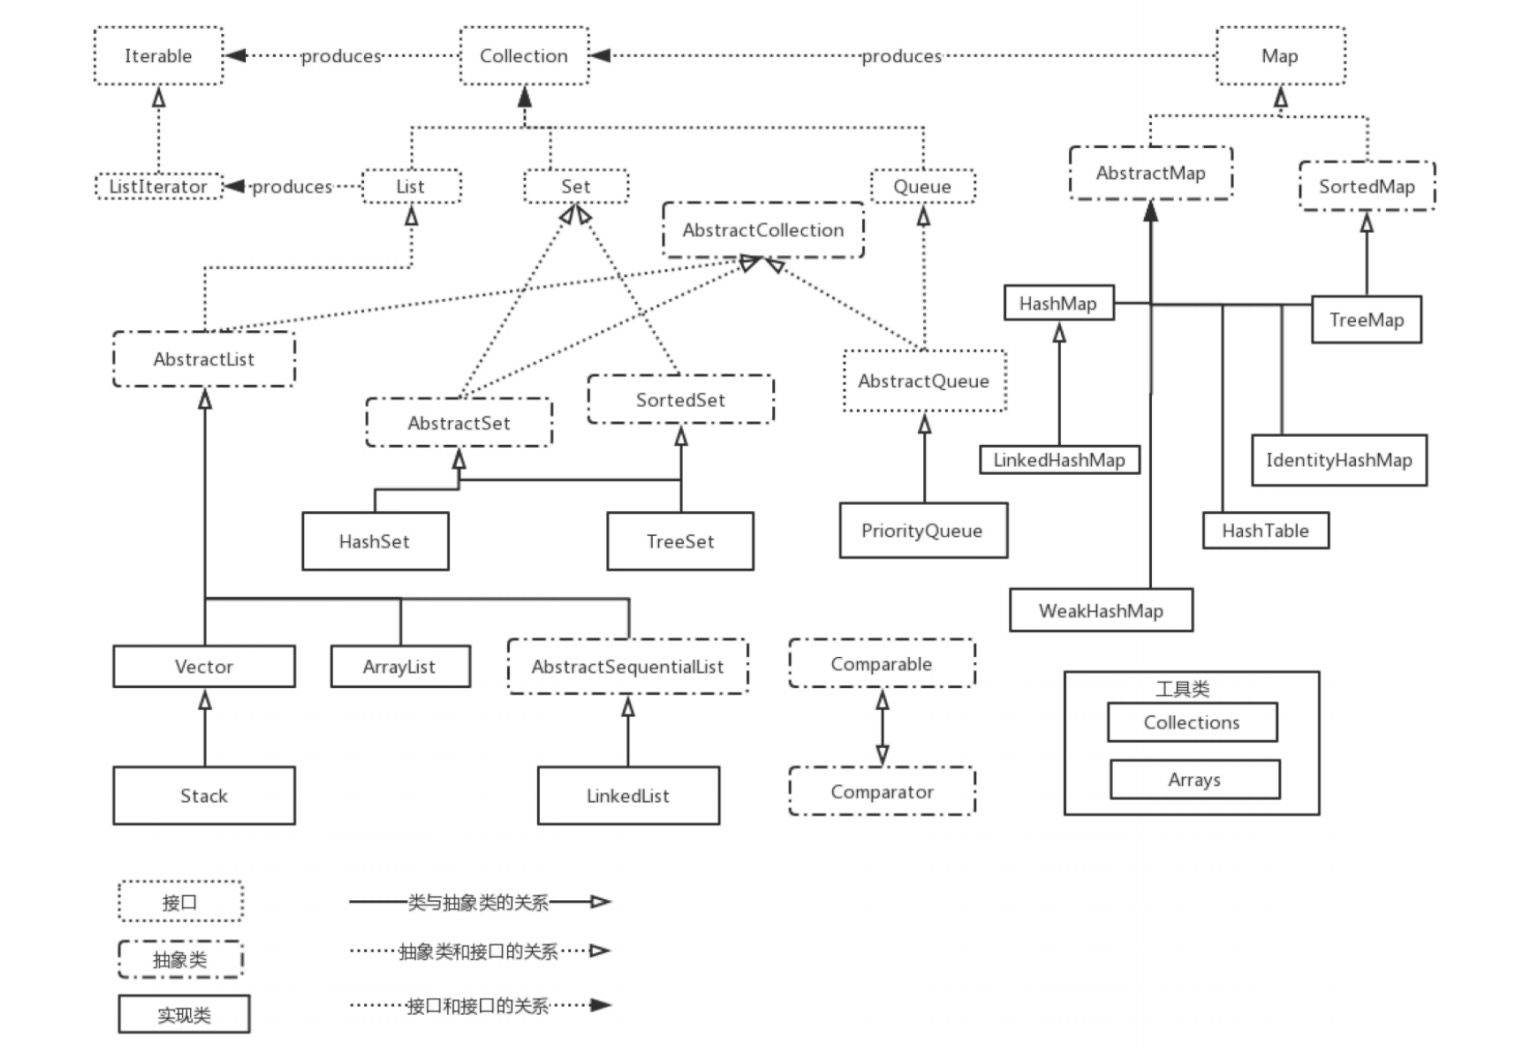 Iterable
produces
Collection
produces
Map
ListIterator
produces
List
Set
Queue
AbstractMap
SortedMap
AbstractCollection
HashMap
TreeMap
AbstractList
AbstractSet
SortedSet
AbstractQueue
LinkedHashMap
IdentityHashMap
HashSet
TreeSet
PriorityQueue
HashTable
WeakHashMap
Vector
ArrayList
AbstractSequentialList
Comparable
工具类
Collections
Arrays
Stack
LinkedList
Comparator
接口
类与抽象类的关系
抽象类
抽象类和接口的关系
实现类
接口和接口的关系